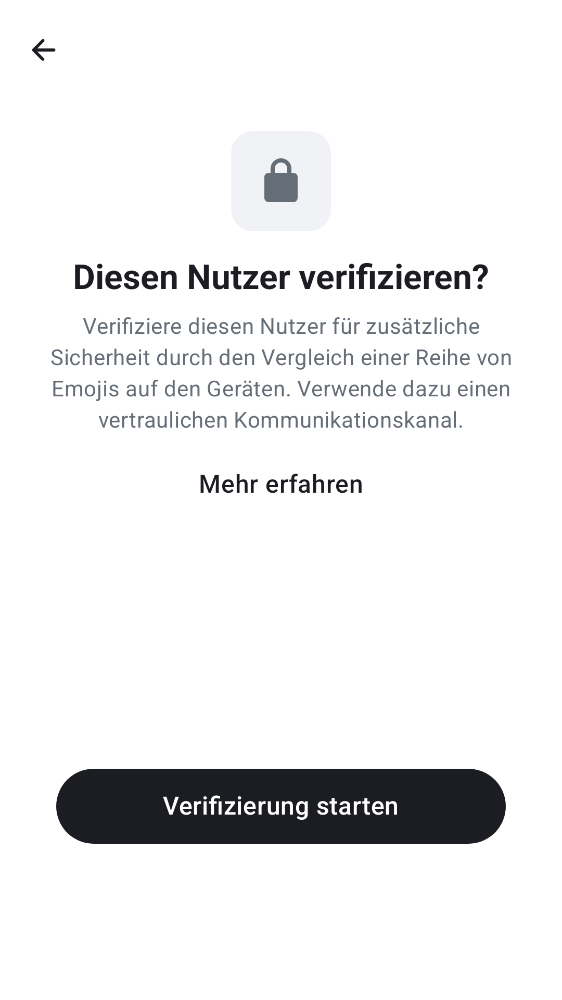 Diesen Nutzer verifizieren?
Verifiziere diesen Nutzer für zusätzliche
Sicherheit durch den Vergleich einer Reihe von
Emojis auf den Geräten. Verwende dazu einen
vertraulichen Kommunikationskanal.
Mehr erfahren
Verifizierung starten